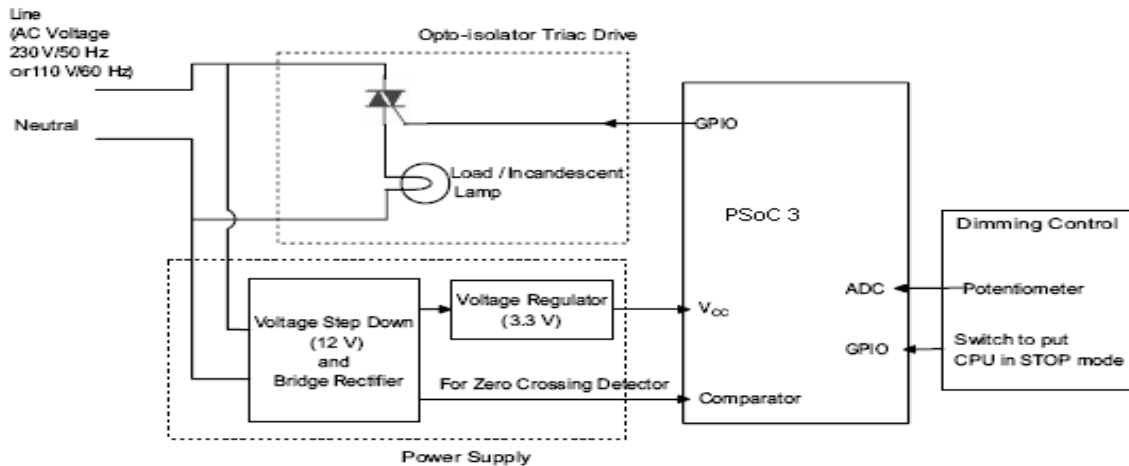 Line
(AC Voltage
230 V/50 Hz
or 110 V/60 Hz)
Neutral
Opto-isolator Triac Drive
GPIO
Load / Incandescent
Lamp
PSoC 3
Dimming Control
ADC
Potentiometer
GPIO
Switch to put
CPU in STOP mode
Voltage Step Down
(12 V)
and
Bridge Rectifier
Voltage Regulator
(3.3 V)
VCC
For Zero Crossing Detector
Comparator
Power Supply